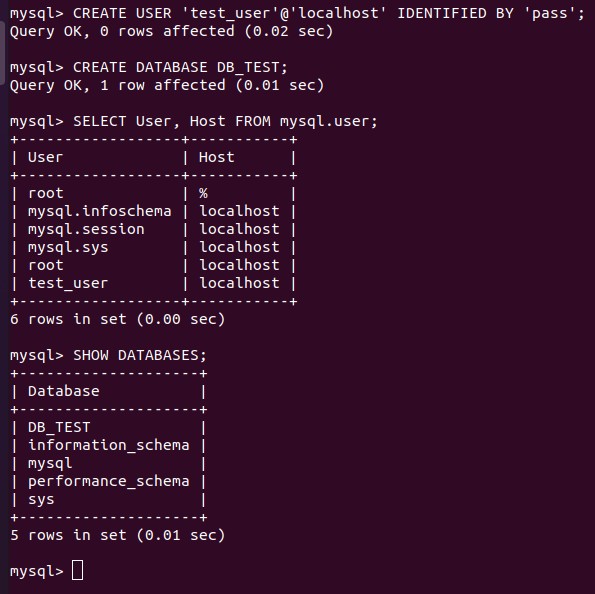 mysql> CREATE USER 'test_user'@'localhost' IDENTIFIED BY 'pass';
Query OK, 0 rows affected (0.02 sec)
mysql> CREATE DATABASE DB_TEST;
Query OK, 1 row affected (0.01 sec)
mysql> SELECT User, Host FROM mysql.user;
+------------------+-----------+
| User             | Host      |
+------------------+-----------+
| root             | %         |
| mysql.infoschema | localhost |
| mysql.session    | localhost |
| mysql.sys        | localhost |
| root             | localhost |
| test_user        | localhost |
+------------------+-----------+
6 rows in set (0.00 sec)
mysql> SHOW DATABASES;
+--------------------+
| Database           |
+--------------------+
| DB_TEST            |
| information_schema |
| mysql              |
| performance_schema |
| sys                |
+--------------------+
5 rows in set (0.01 sec)
mysql>